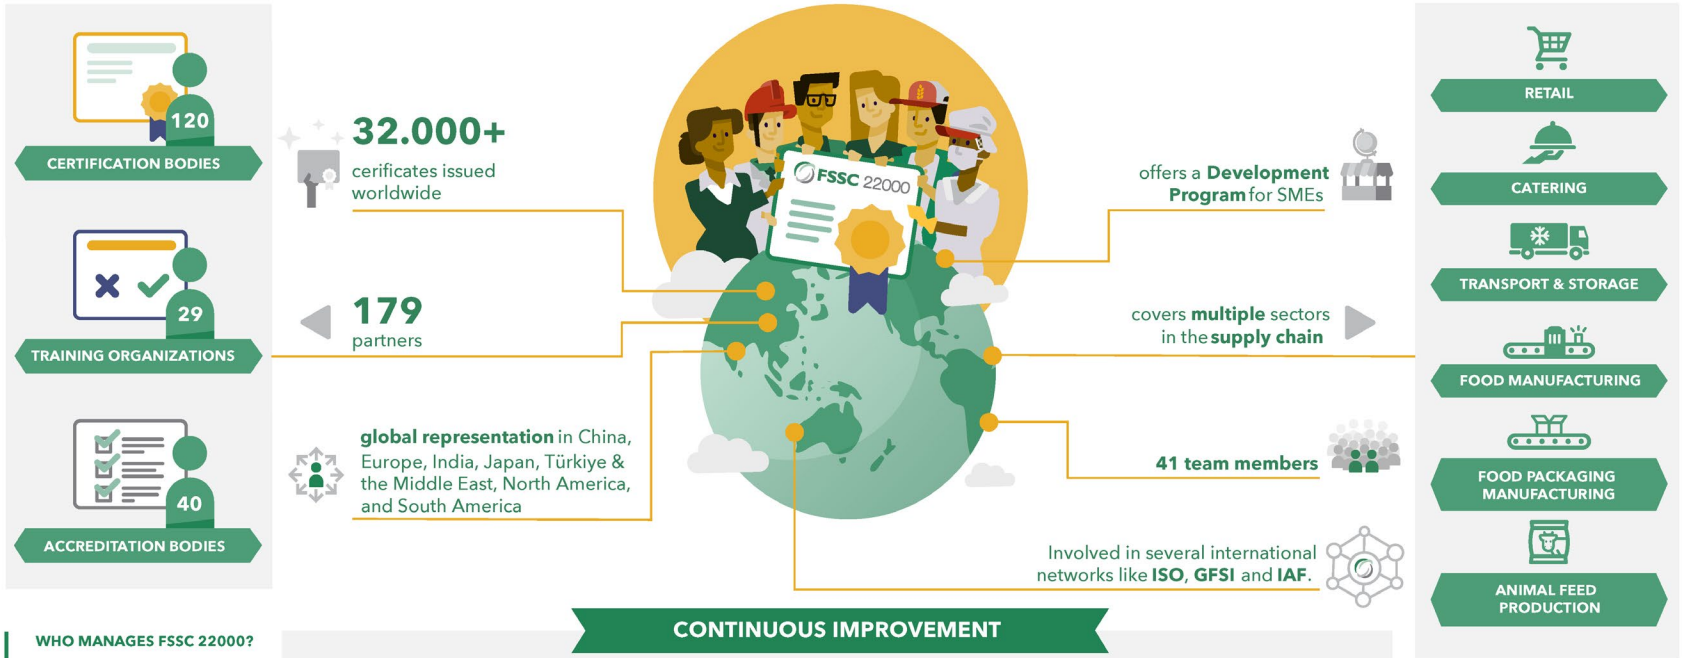 120
CERTIFICATION BODIES
29
TRAINING ORGANIZATIONS
40
ACCREDITATION BODIES
32.000+
cerificates issued
worldwide
179
partners
global representation in China,
Europe, India, Japan, Türkiye &
the Middle East, North America,
and South America
FSSC 22000
offers a Development
Program for SMEs
covers multiple sectors
in the supply chain
41 team members
Involved in several international
networks like ISO, GFSI and IAF.
RETAIL
CATERING
TRANSPORT & STORAGE
FOOD MANUFACTURING
FOOD PACKAGING
MANUFACTURING
ANIMAL FEED
PRODUCTION
WHO MANAGES FSSC 22000?
CONTINUOUS IMPROVEMENT